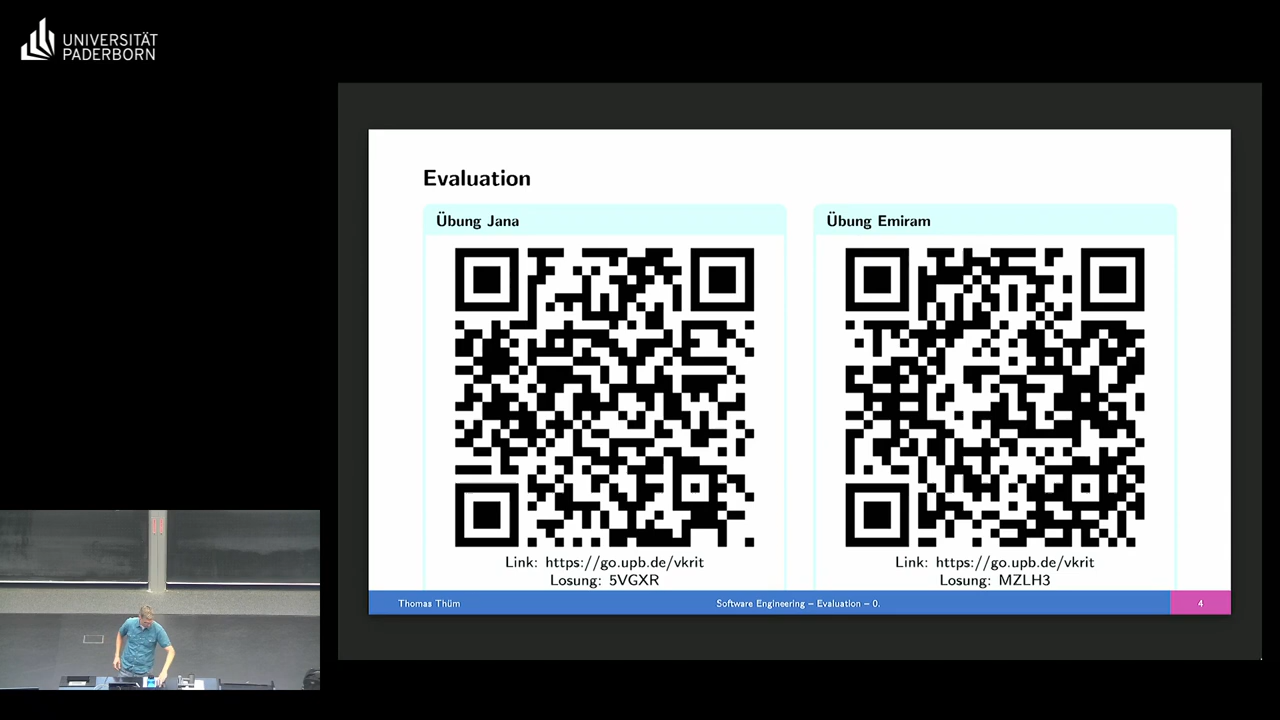 UNIVERSITÄT
PADERBORN
Evaluation
Übung Jana
Übung Emiram
Link: https://go.upb.de/vkrit
Losung: 5VGXR
Link: https://go.upb.de/vkrit
Losung: MZLH3
Thomas Thüm
Software Engineering – Evaluation – 0.
4